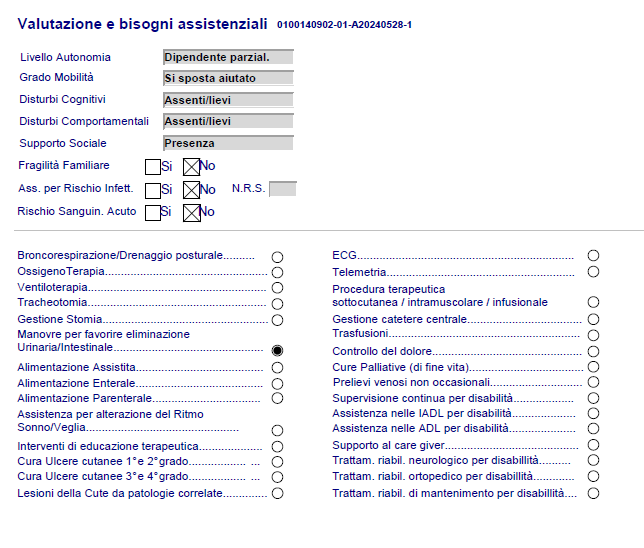 Valutazione e bisogni assistenziali 0100140902-01-A20240528-1
Livello Autonomia Dipendente parzial.
Grado Mobilità Si sposta aiutato
Disturbi Cognitivi Assenti/lievi
Disturbi Comportamentali Assenti/lievi
Supporto Sociale Presenza
Fragilità Familiare Si No
Ass. per Rischio Infett. Si No N.R.S.
Rischio Sanguin. Acuto Si No
Broncorespirazione/Drenaggio posturale..........
OssigenoTerapia....................................................
Ventiloterapia.........................................................
Tracheotomia.........................................................
Gestione Stomia....................................................
Manovre per favorire eliminazione
Urinaria/Intestinale................................................
Alimentazione Assistita.........................................
Alimentazione Enterale.........................................
Alimentazione Parenterale...................................
Assistenza per alterazione del Ritmo
Sonno/Veglia.................................................
Interventi di educazione terapeutica....................
Cura Ulcere cutanee 1°e 2°grado.................. ...
Cura Ulcere cutanee 3°e 4°grado.................. ...
Lesioni della Cute da patologie correlate..............
ECG.....................................................................
Telemetria............................................................
Procedura terapeutica
sottocutanea / intramuscolare / infusionale
Gestione catetere centrale....................................
Trasfusioni.............................................................
Controllo del dolore................................................
Cure Palliative (di fine vita)....................................
Prelievi venosi non occasionali.............................
Supervisione continua per disabilità...................
Assistenza nelle IADL per disabilità....................
Assistenza nelle ADL per disabilità.....................
Supporto al care giver...........................................
Trattam. riabil. neurologico per disabillità..........
Trattam. riabil. ortopedico per disabillità.............
Trattam. riabil. di mantenimento per disabillità....